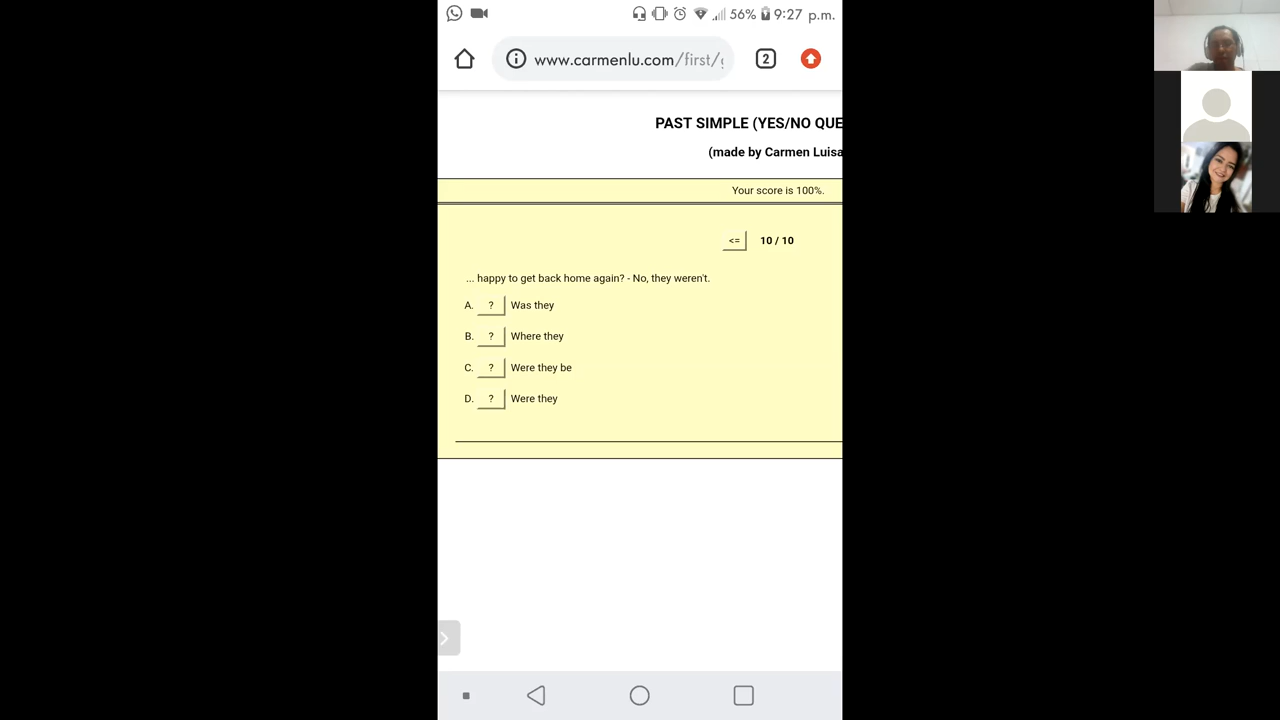 56% 9:27 p.m.
www.carmenlu.com/first/g
2
PAST SIMPLE (YES/NO QUE
(made by Carmen Luisa
Your score is 100%.
<= 10 / 10
... happy to get back home again? - No, they weren't.
A. ? Was they
B. ? Where they
C. ? Were they be
D. ? Were they